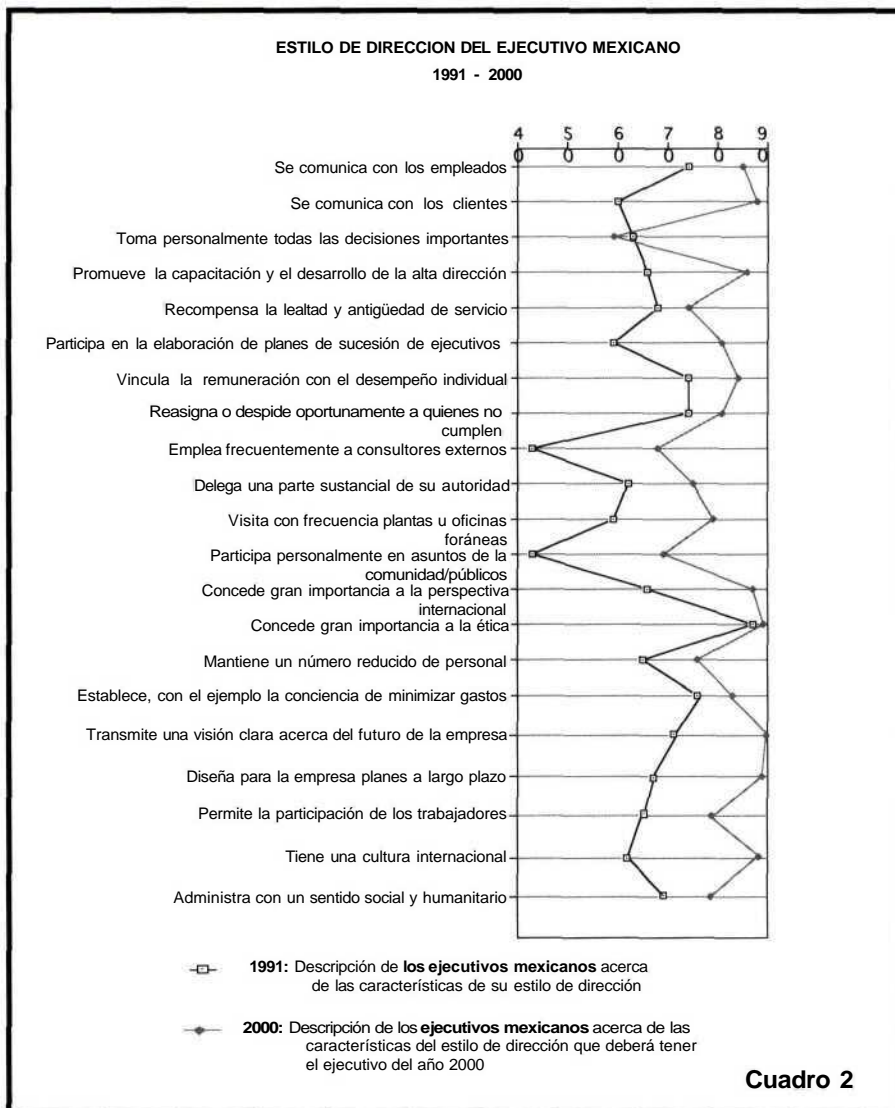 ESTILO DE DIRECCION DEL EJECUTIVO MEXICANO
1991 - 2000
4 5 6 7 8 9
0 0 0 0 0 0
Se comunica con los empleados
Se comunica con los clientes
Toma personalmente todas las decisiones importantes
Promueve la capacitación y el desarrollo de la alta dirección
Recompensa la lealtad y antigüedad de servicio
Participa en la elaboración de planes de sucesión de ejecutivos
Vincula la remuneración con el desempeño individual
Reasigna o despide oportunamente a quienes no
cumplen
Emplea frecuentemente a consultores externos
Delega una parte sustancial de su autoridad
Visita con frecuencia plantas u oficinas
foráneas
Participa personalmente en asuntos de la
comunidad/públicos
Concede gran importancia a la perspectiva
internacional
Concede gran importancia a la ética
Mantiene un número reducido de personal
Establece, con el ejemplo la conciencia de minimizar gastos
Transmite una visión clara acerca del futuro de la empresa
Diseña para la empresa planes a largo plazo
Permite la participación de los trabajadores
Tiene una cultura internacional
Administra con un sentido social y humanitario
1991: Descripción de los ejecutivos mexicanos acerca
de las características de su estilo de dirección
2000: Descripción de los ejecutivos mexicanos acerca de las
características del estilo de dirección que deberá tener
el ejecutivo del año 2000
Cuadro 2